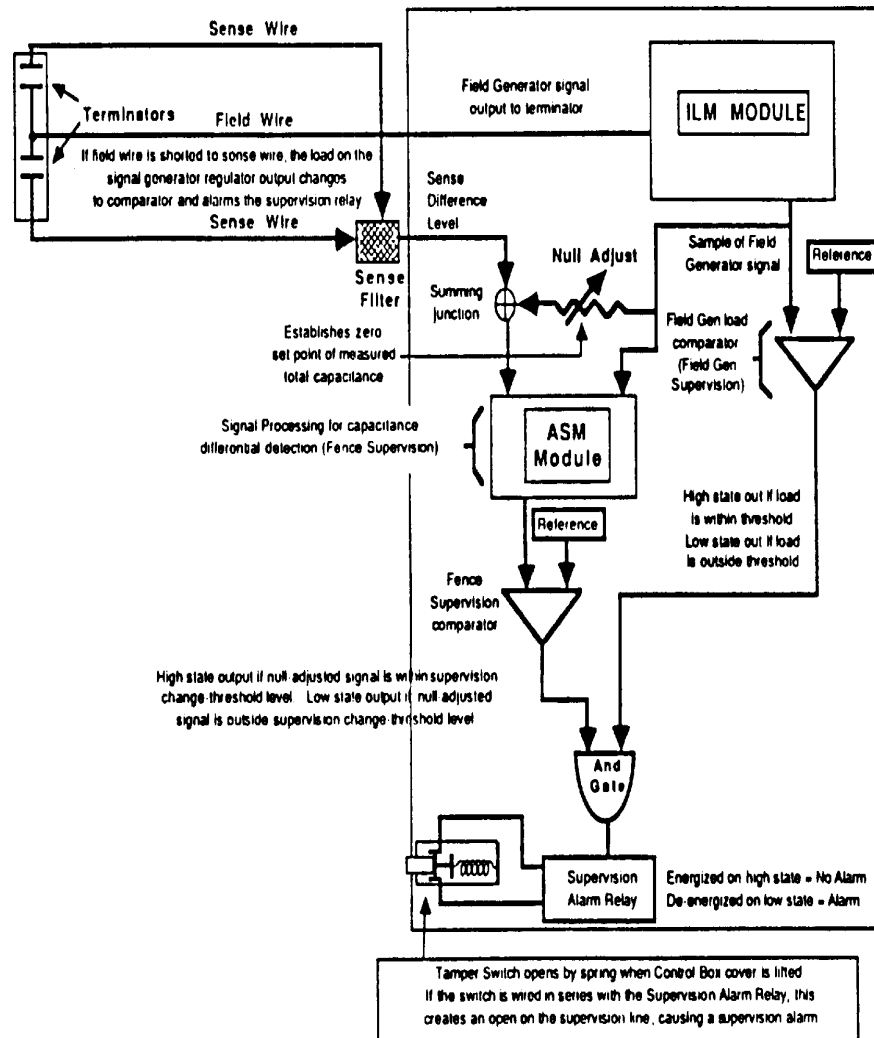 Sense Wire
Terminators
Field Generator signal
output to terminator
ILM MODULE
Field Wire
If field wire is shorted to sonse wire, the load on the
signal generator regulator output changes
to comparator and alarms the supervision relay
Sense Wire
Sense
Difference
Level
Sense
Filter
Null Adjust
Sample of Field
Generator signal
Reference
Summing
junction
Establishes zero
set point of measured
total capacitance
Field Gen load
comparator
(Field Gen
Supervision)
Signal Processing for capacitance
differential detection (Fence Supervision)
ASM
Module
Reference
High state out if load
is within threshold
Low state out if load
is outside threshold
Fence
Supervision
comparator
High state output if null-adjusted signal is within supervision
change-threshold level. Low state output if null-adjusted
signal is outside supervision change-threshold level
And
Gate
Supervision
Alarm Relay
Energized on high state = No Alarm
De-energized on low state = Alarm
Tamper Switch opens by spring when Control Box cover is lifted
If the switch is wired in series with the Supervision Alarm Relay, this
creates an open on the supervision line, causing a supervision alarm